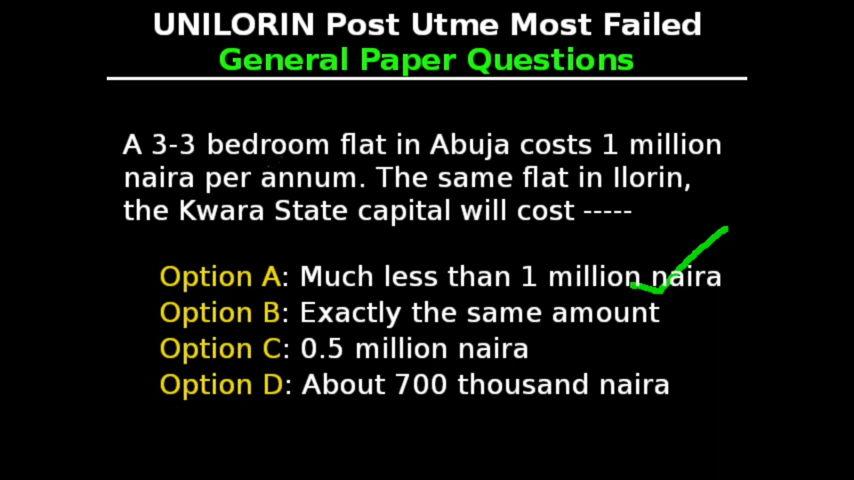 UNILORIN Post Utme Most Failed
General Paper Questions
A 3-3 bedroom flat in Abuja costs 1 million
naira per annum. The same flat in Ilorin,
the Kwara State capital will cost -----
Option A: Much less than 1 million naira
Option B: Exactly the same amount
Option C: 0.5 million naira
Option D: About 700 thousand naira